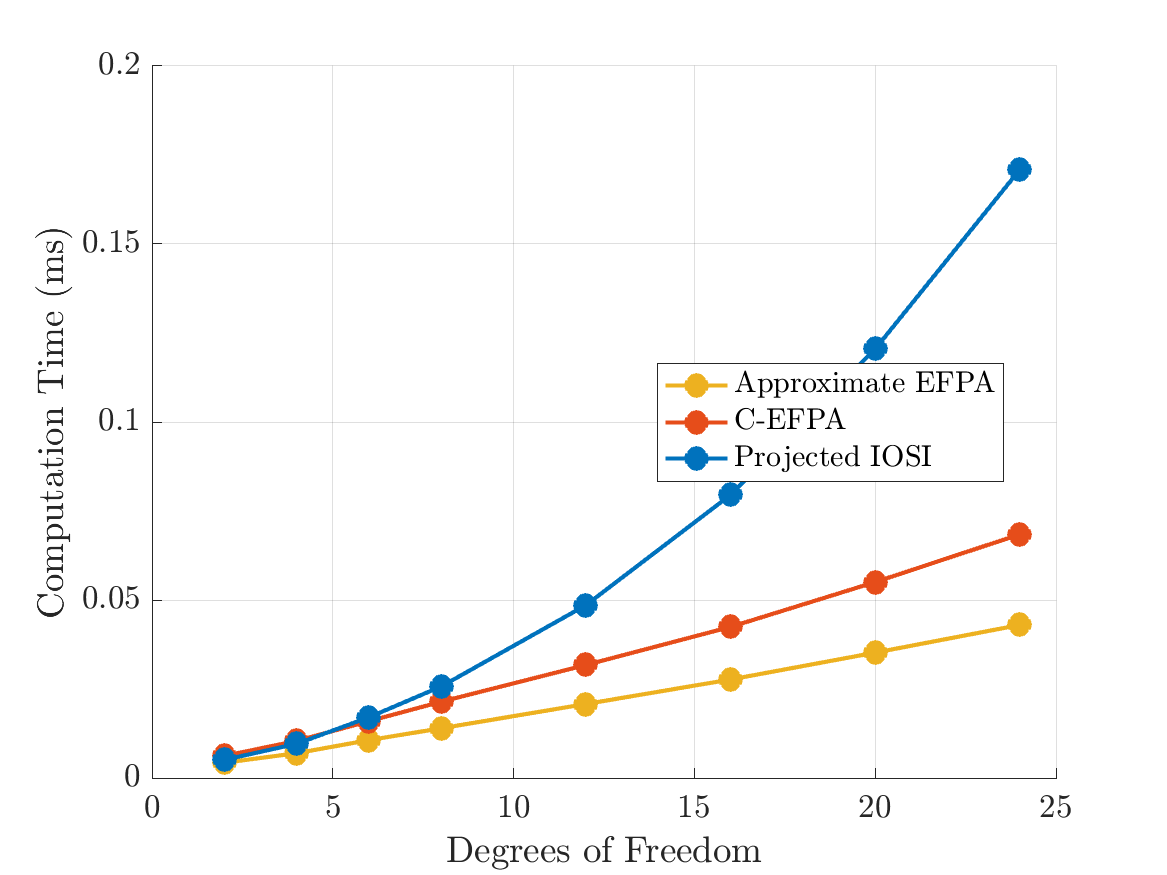 0.2
0.15
0.1
0.05
0
Computation Time (ms)
Approximate EFPA
C-EFPA
Projected IOSI
0 5 10 15 20 25
Degrees of Freedom